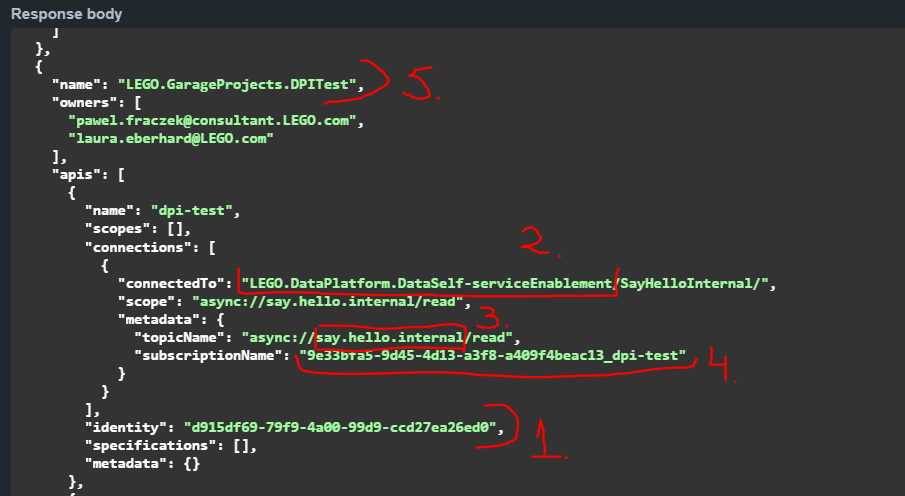 Response body
]
},
{
"name": "LEGO.GarageProjects.DPITest", 5.
"owners": [
"pawel.fraczek@consultant.LEGO.com",
"laura.eberhard@LEGO.com"
],
"apis": [
{
"name": "dpi-test",
"scopes": [],
"connections": [
2.
{
"connectedTo": "LEGO.DataPlatform.DataSelf-serviceEnablement/SayHelloInternal/",
"scope": "async://say.hello.internal/read",
"metadata": { 3.
"topicName": "async://say.hello.internal/read",
"subscriptionName": "9e33bfa5-9d45-4d13-a3f8-a409f4beac13_dpi-test" 4.
}
}
],
"identity": "d915df69-79f9-4a00-99d9-ccd27ea26ed0", 1.
"specifications": [],
"metadata": {}
},
{